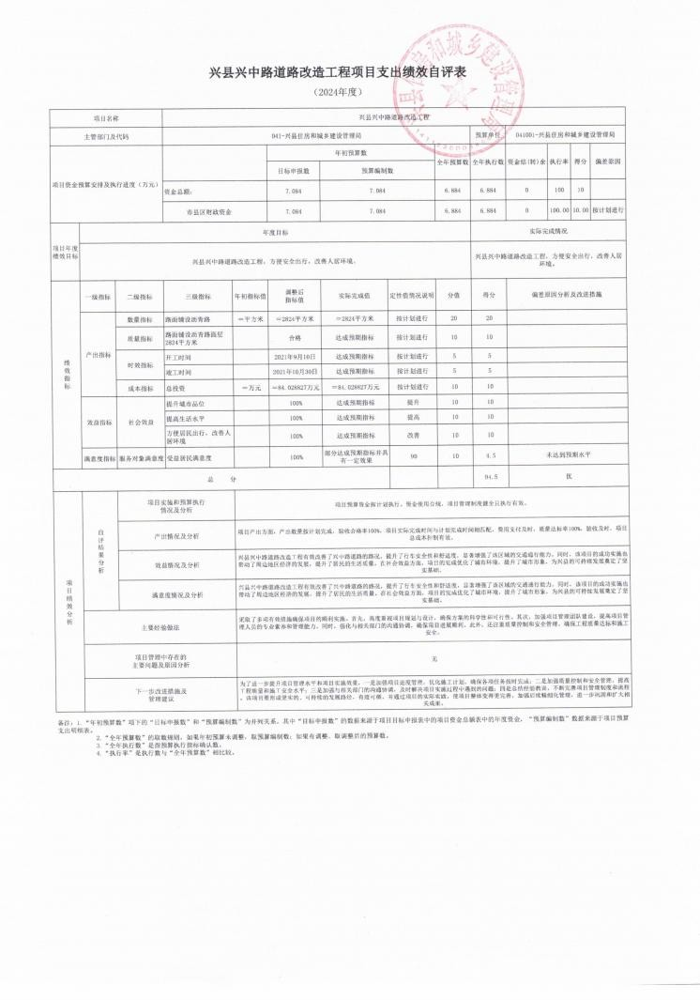 兴县兴中路道路改造工程项目支出绩效自评表
（2024年度）
项目名称 兴县兴中路道路改造工程
主管部门及代码 041-兴县住房和城乡建设管理局 预算单位 041001-兴县住房和城乡建设管理局
项目资金预算安排及执行进度（万元） 年初预算数 全年预算数 全年执行数 资金结(转)余 执行率 得分 偏差原因
目标申报数 预算编制数
资金总额: 7.084 7.084 6.884 6.884 0 100 10
市县区财政资金 7.084 7.084 6.884 6.884 0 100.00 10.00 按计划进行
项目年度
绩效目标
年度目标 实际完成情况
兴县兴中路道路改造工程，方便安全出行，改善人居环境。
兴县兴中路道路改造工程，方便安全出行，改善人居
环境。
绩效指标
一级指标 二级指标 三级指标 年初指标值 调整后
指标值 实际完成值 定性值情况说明 分值 得分 偏差原因分析及改进措施
产出指标
数量指标 路面铺设沥青路 =平方米 =2824平方米 =2824平方米 按计划进行 20 20
质量指标 路面铺设沥青路面层
2824平方米 合格 达成预期指标 按计划进行 10 10
时效指标
开工时间 2021年9月10日 达成预期指标 按计划进行 5 5
竣工时间 2021年10月30日 达成预期指标 按计划进行 5 5
成本指标 总投资 =万元 =84.028827万元 =84.028827万元 按计划进行 10 10
效益指标 社会效益
提升城市品位 100% 达成预期指标 提升 10 10
提高生活水平 100% 达成预期指标 提高 10 10
方便居民出行，改善人
居环境 100% 达成预期指标 改善 10 10
满意度指标 服务对象满意度 受益居民满意度 100% 部分达成预期指标并具
有一定效果 90 10 4.5 未达到预期水平
总 分 94.5 优
项目绩效分析
自评结果分析
项目实施和预算执行
情况及分析
项目预算资金按计划执行，资金使用合规，项目管理制度健全且执行有效。
产出情况及分析
项目产出方面，产出数量按计划完成，验收合格率100%，项目实际完成时间与计划完成时间相匹配，费用支付及时，质量达标率100%，验收及时，项目
总成本控制有效。
效益情况及分析
兴县兴中路道路改造工程有效改善了兴中路道路的路况，提升了行车安全性和舒适度，显著增强了该区域的交通通行能力。同时，该项目的成功实施也
带动了周边地区经济的发展，提升了居民的生活质量。在社会效益方面，项目的完成优化了城市环境，提升了城市形象，为兴县的可持续发展奠定了坚
实基础。
满意度情况及分析
兴县兴中路道路改造工程有效改善了兴中路道路的路况，提升了行车安全性和舒适度，显著增强了该区域的交通通行能力。同时，该项目的成功实施也
带动了周边地区经济的发展，提升了居民的生活质量。在社会效益方面，项目的完成优化了城市环境，提升了城市形象，为兴县的可持续发展奠定了坚
实基础。
主要经验做法
采取了多项有效措施确保项目的顺利实施。首先，高度重视项目规划与设计，确保方案的科学性和可行性。其次，加强项目管理团队建设，提高项目管
理人员的专业素养和管理能力。同时，强化与相关部门的沟通协调，确保项目进展顺利。此外，还注重质量控制和安全管理，确保工程质量达标和施工
安全。
项目管理中存在的
主要问题及原因分析
无
下一步改进措施及
管理建议
为了进一步提升项目管理水平和项目实施效果，一是加强项目进度管理，优化施工计划，确保各项任务按时完成；二是加强质量控制和安全管理，提高
工程质量和施工安全水平；三是加强与相关部门的沟通协调，及时解决项目实施过程中遇到的问题；四是总结经验教训，不断完善项目管理制度和流程
关成果。
备注：1.“年初预算数”项下的“目标申报数”和“预算编制数”为并列关系，其中“目标申报数”的数据来源于项目目标申报表中的项目资金总额表中的年度资金，“预算编制数”数据来源于项目预算
支出明细表。
2.“全年预算数”的取数规则，如果年初预算未调整，取预算编制数；如果有调整，取调整后的预算数。
3.“全年执行数”是按预算执行指标确认数。
4.“执行率”是执行数与“全年预算数”相比较。